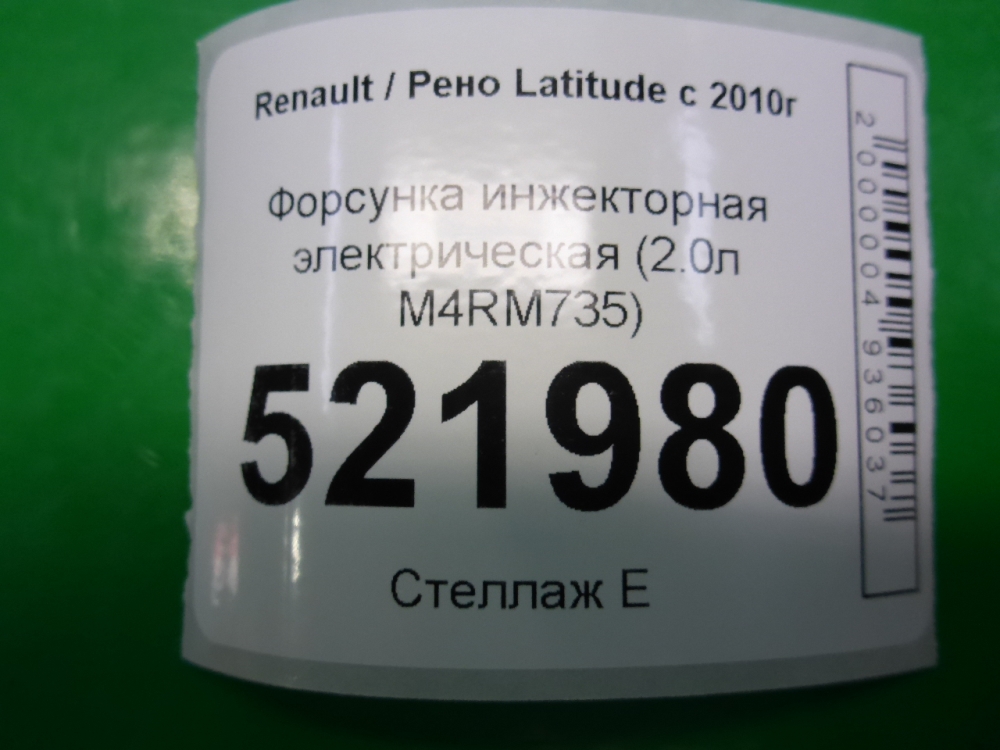 Renault / Рено Latitude с 2010г
Форсунка инжекторная
электрическая (2.0л
M4RM735)
521980
Стеллаж Е
2000004936037